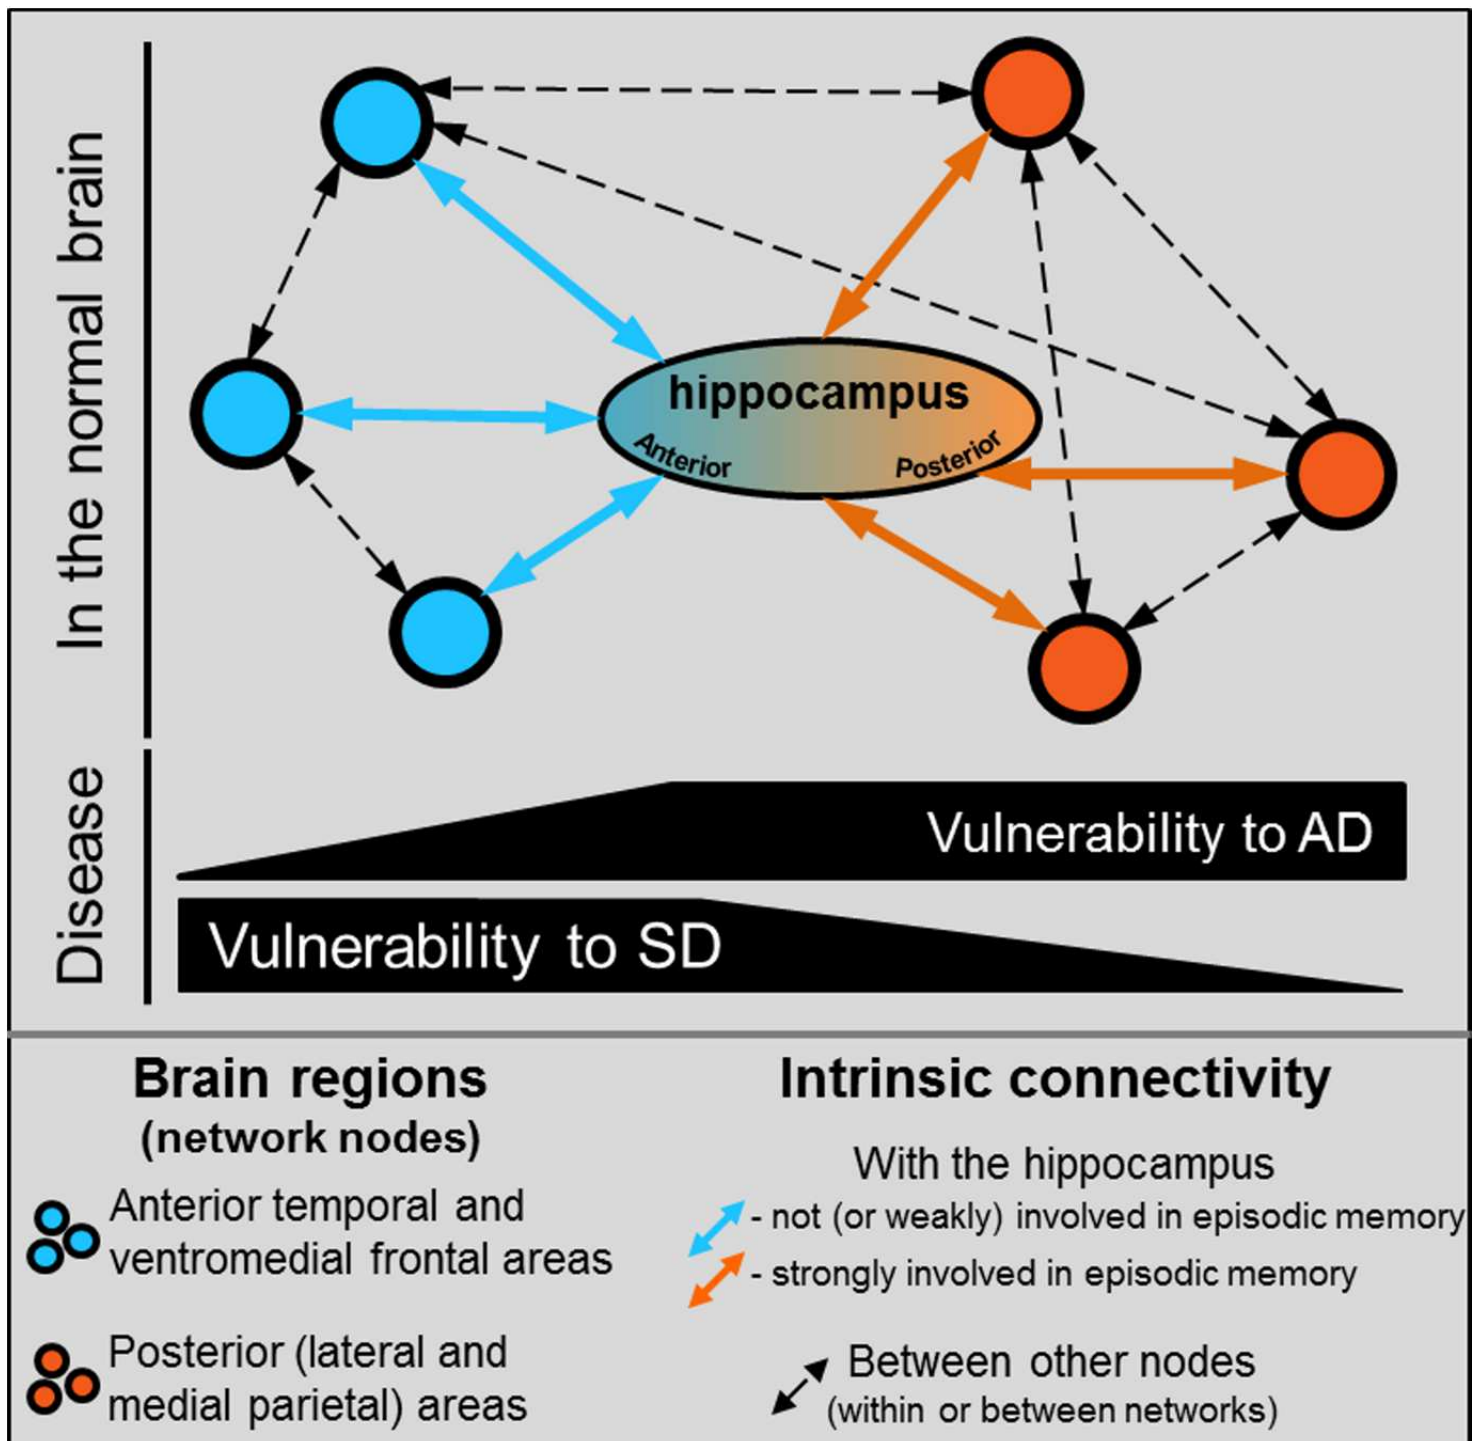 In the normal brain
hippocampus
Anterior
Posterior
Disease
Vulnerability to AD
Vulnerability to SD
Brain regions
(network nodes)
Anterior temporal and
ventromedial frontal areas
Posterior (lateral and
medial parietal) areas
Intrinsic connectivity
With the hippocampus
- not (or weakly) involved in episodic memory
- strongly involved in episodic memory
Between other nodes
(within or between networks)